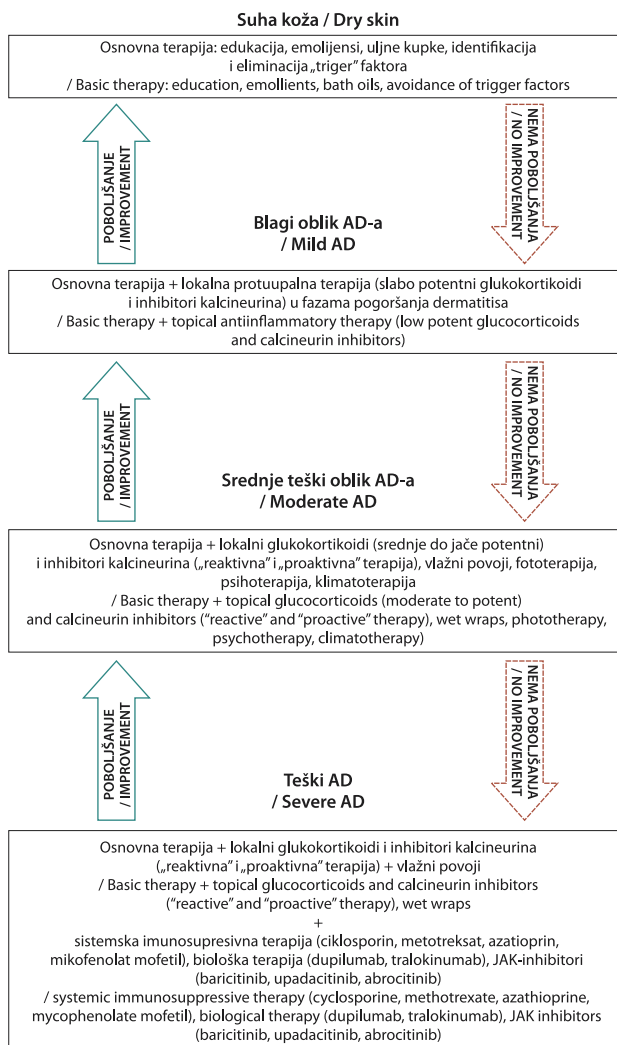 Suha koža / Dry skin
Osnovna terapija: edukacija, emolijensi, uljne kupke, identifikacija
i eliminacija „triger” faktora
/ Basic therapy: education, emollients, bath oils, avoidance of trigger factors
POBOLJŠANJE
/ IMPROVEMENT
NEMA POBOLJŠANJA
/ NO IMPROVEMENT
Blagi oblik AD-a
/ Mild AD
Osnovna terapija + lokalna protuupalna terapija (slabo potentni glukokortikoidi
i inhibitori kalcineurina) u fazama pogoršanja dermatitisa
/ Basic therapy + topical antiinflammatory therapy (low potent glucocorticoids
and calcineurin inhibitors)
POBOLJŠANJE
/ IMPROVEMENT
NEMA POBOLJŠANJA
/ NO IMPROVEMENT
Srednje teški oblik AD-a
/ Moderate AD
Osnovna terapija + lokalni glukokortikoidi (srednje do jače potentni)
i inhibitori kalcineurina („reaktivna” i „proaktivna” terapija), vlažni povoji, fototerapija,
psihoterapija, klimatoterapija
/ Basic therapy + topical glucocorticoids (moderate to potent)
and calcineurin inhibitors (“reactive” and “proactive” therapy), wet wraps, phototherapy,
psychotherapy, climatotherapy)
POBOLJŠANJE
/ IMPROVEMENT
NEMA POBOLJŠANJA
/ NO IMPROVEMENT
Teški AD
/ Severe AD
Osnovna terapija + lokalni glukokortikoidi i inhibitori kalcineurina
(„reaktivna” i „proaktivna” terapija) + vlažni povoji
/ Basic therapy + topical glucocorticoids and calcineurin inhibitors
(“reactive” and “proactive” therapy), wet wraps
+
sistemska imunosupresivna terapija (ciklosporin, metotreksat, azatioprin,
mikofenolat mofetil), biološka terapija (dupilumab, tralokinumab), JAK-inhibitori
(baricitinib, upadacitinib, abrocitinib)
/ systemic immunosuppressive therapy (cyclosporine, methotrexate, azathioprine,
mycophenolate mofetil), biological therapy (dupilumab, tralokinumab), JAK inhibitors
(baricitinib, upadacitinib, abrocitinib)